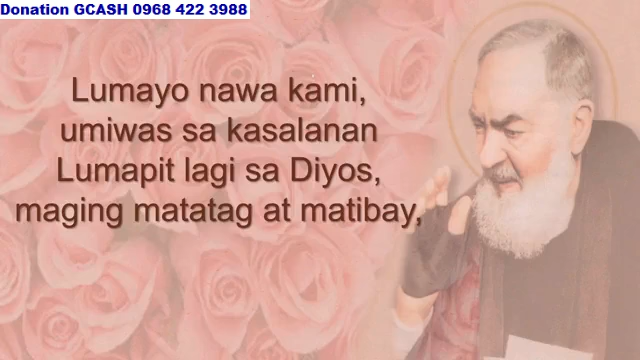 Donation GCASH 0968 422 3988
Lumayo nawa kami,
umiwas sa kasalanan
Lumapit lagi sa Diyos,
maging matatag at matibay,